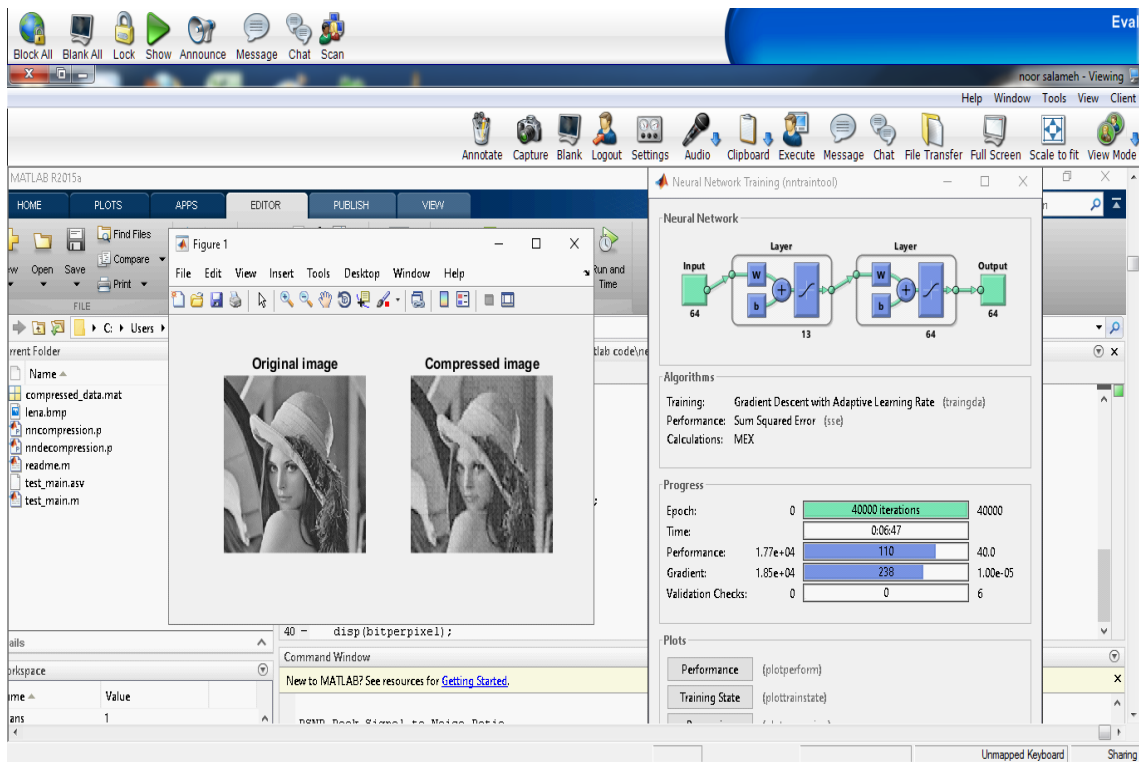 Eval
Block All Blank All Lock Show Announce Message Chat Scan
noor salameh - Viewing
Help Window Tools View Client
Annotate Capture Blank Logout Settings Audio Clipboard Execute Message Chat File Transfer Full Screen Scale to fit View Mode
MATLAB R2015a
HOME PLOTS APPS EDITOR PUBLISH VIEW
Find Files
Compare
Print
Open Save
FILE
Run and
Time
C: Users
tlab code\ne
rrent Folder
Name
compressed_data.mat
lena.bmp
nncompression.p
nndecompression.p
readme.m
test_main.asv
test_main.m
ails
orkspace
Value
ans 1
Figure 1
File Edit View Insert Tools Desktop Window Help
Original image Compressed image
40 - disp(bitperpixel);
Command Window
New to MATLAB? See resources for Getting Started.
Neural Network Training (nntraintool)
Neural Network
Layer Layer
Input Output
W W
b b
64 64
13 64
Algorithms
Training: Gradient Descent with Adaptive Learning Rate (traingda)
Performance: Sum Squared Error (sse)
Calculations: MEX
Progress
Epoch: 0 40000 iterations 40000
Time: 0:06:47
Performance: 1.77e+04 110 40.0
Gradient: 1.85e+04 238 1.00e-05
Validation Checks: 0 0 6
Plots
Performance (plotperform)
Training State (plottrainstate)
Unmapped Keyboard Sharing